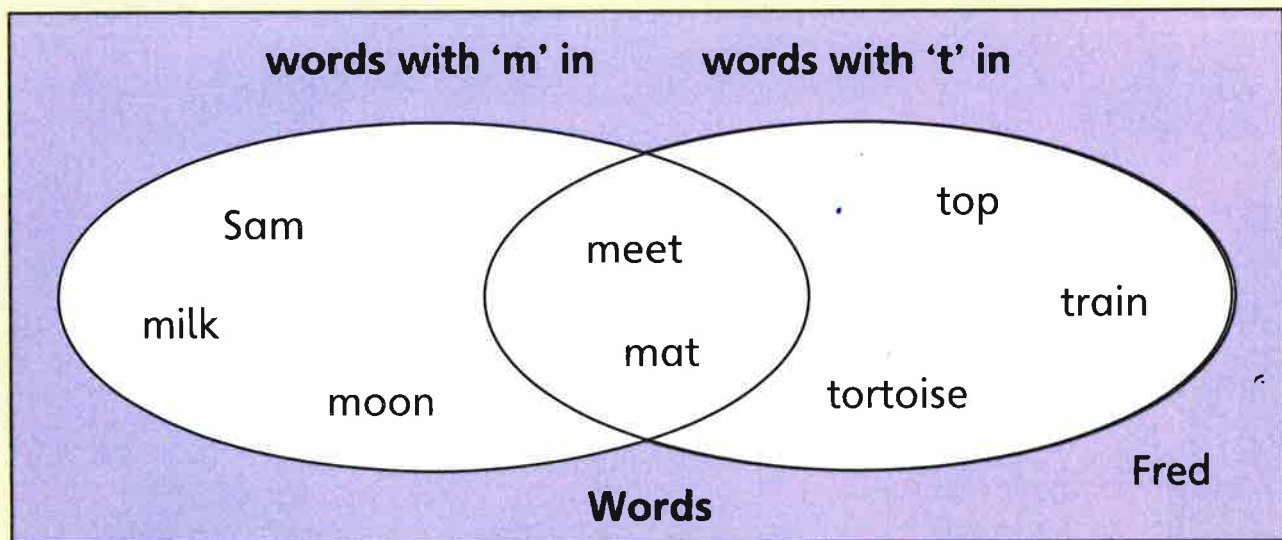 words with ‘m’ in words with ‘t’ in
Sam
milk
moon
meet
mat
top
train
tortoise
Fred
Words